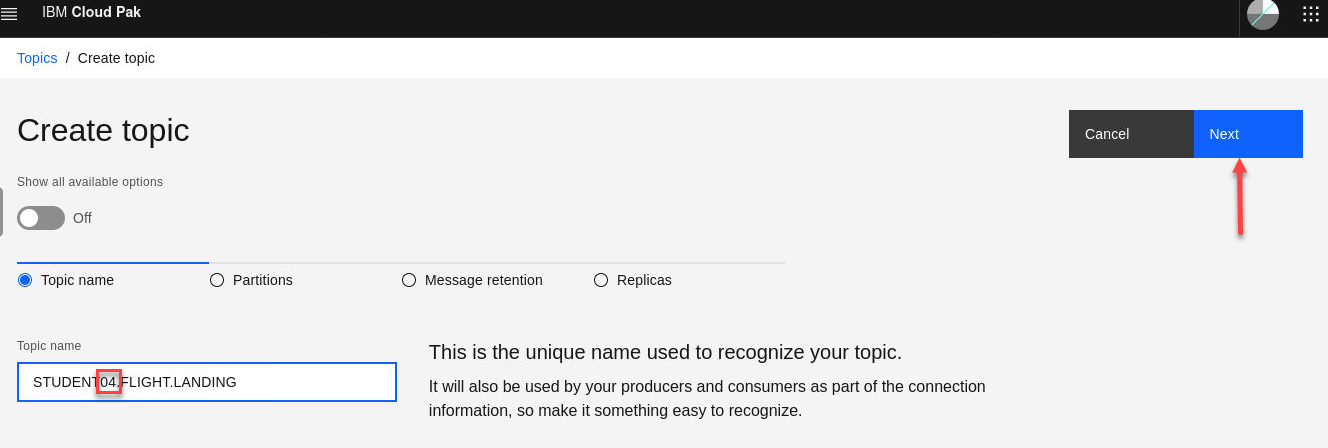 IBM Cloud Pak
Topics / Create topic
Create topic
Cancel
Next
Show all available options
Off
Topic name
Partitions
Message retention
Replicas
Topic name
STUDENT04.FLIGHT.LANDING
This is the unique name used to recognize your topic.
It will also be used by your producers and consumers as part of the connection
information, so make it something easy to recognize.